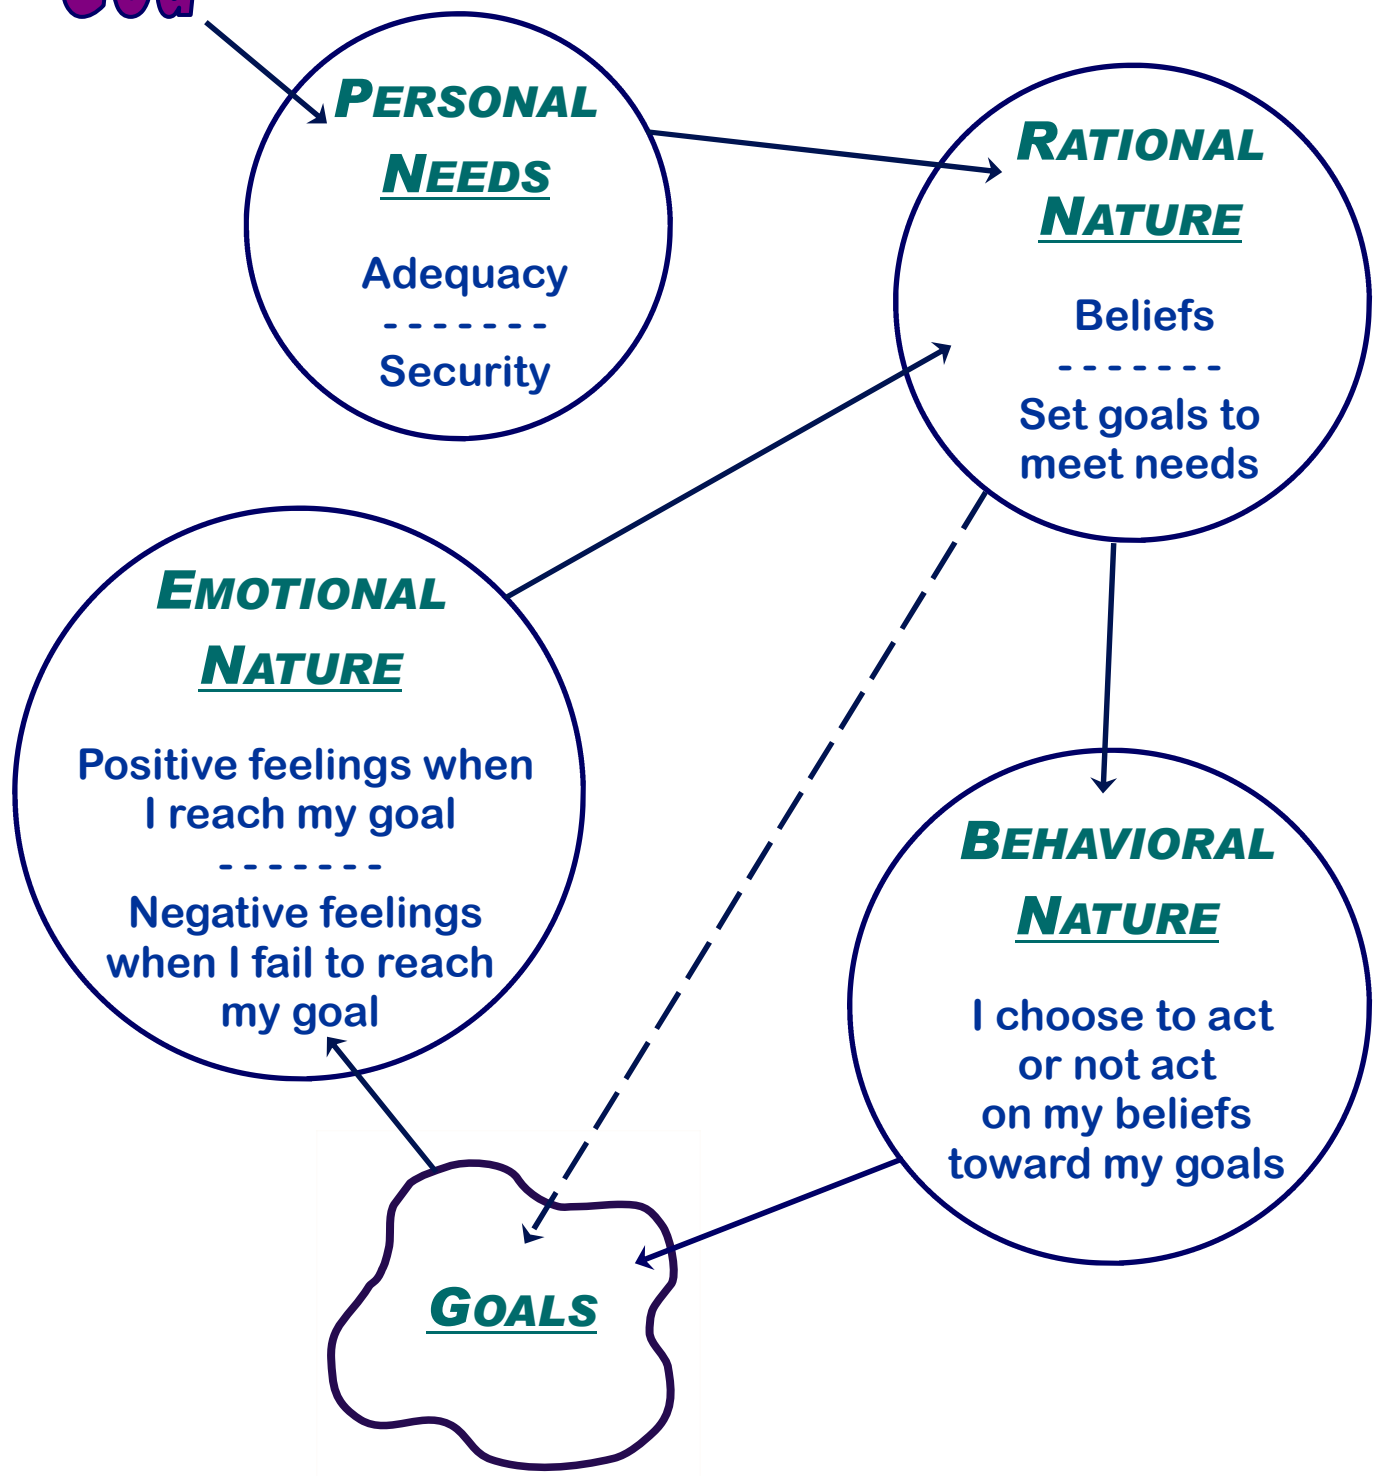 PERSONAL
NEEDS
Adequacy
- - - - - - -
Security
RATIONAL
NATURE
Beliefs
- - - - - - -
Set goals to
meet needs
EMOTIONAL
NATURE
Positive feelings when
I reach my goal
- - - - - - -
Negative feelings
when I fail to reach
my goal
BEHAVIORAL
NATURE
I choose to act
or not act
on my beliefs
toward my goals
GOALS